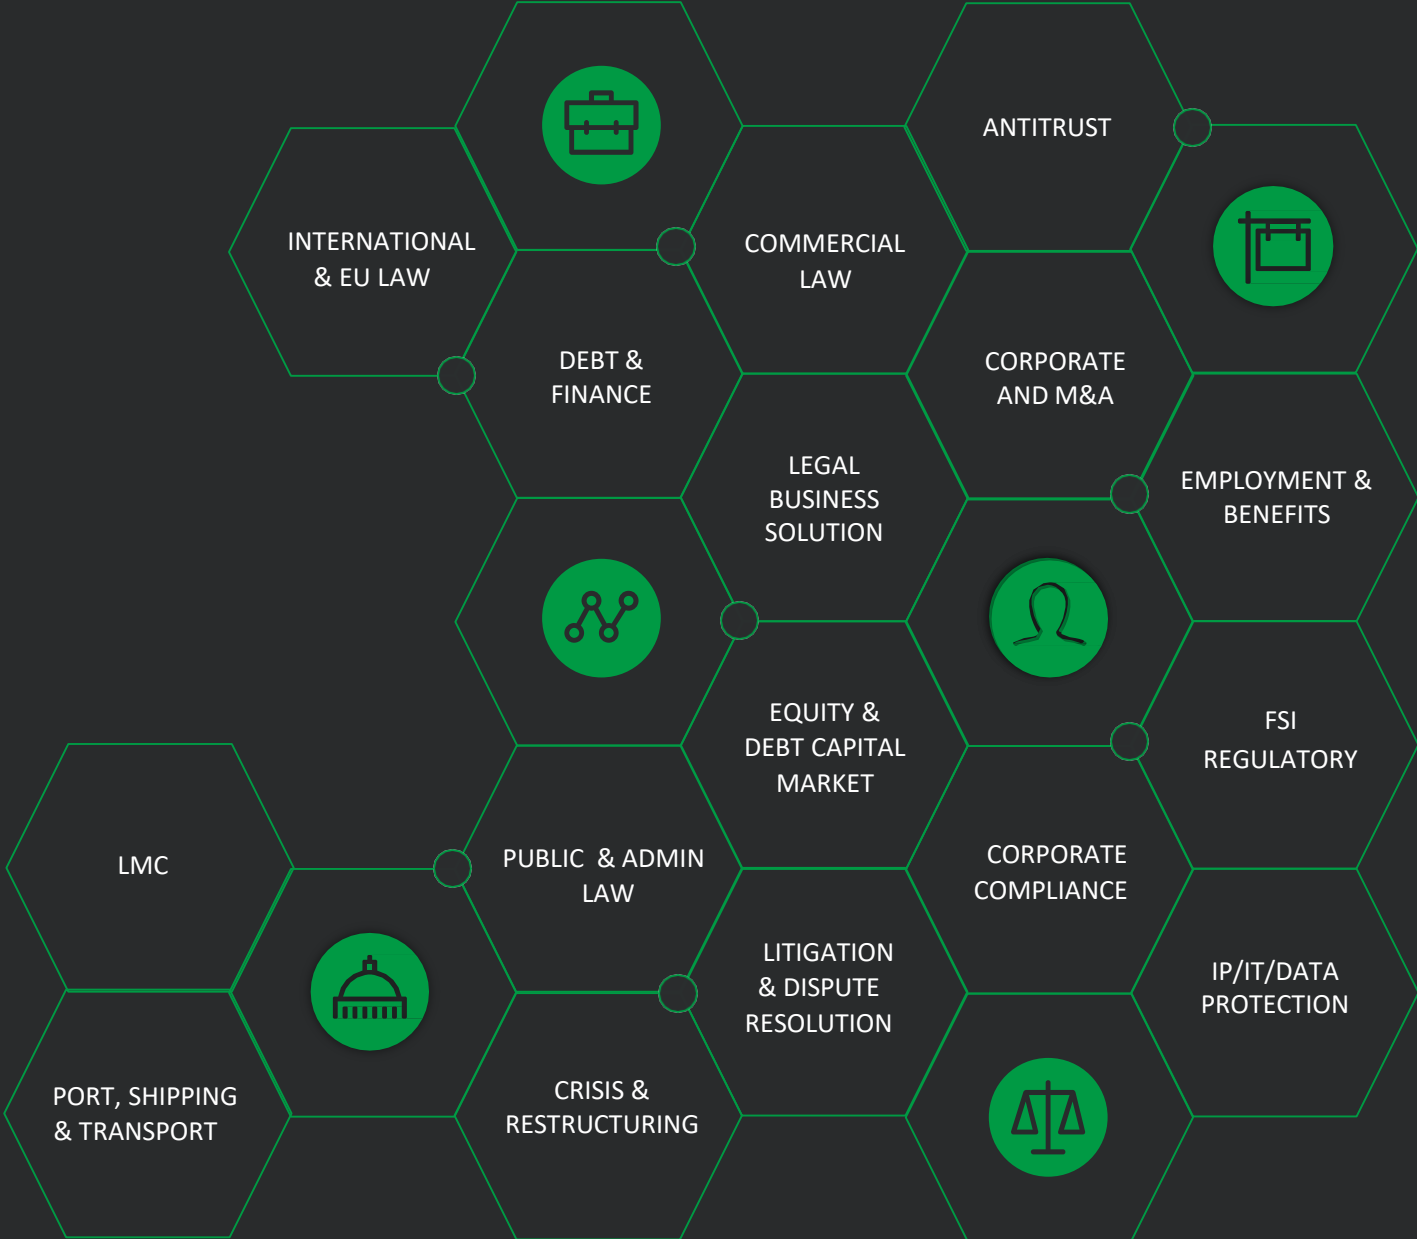 ANTITRUST
INTERNATIONAL
& EU LAW
COMMERCIAL
LAW
DEBT &
FINANCE
CORPORATE
AND M&A
LEGAL
BUSINESS
SOLUTION
EMPLOYMENT &
BENEFITS
EQUITY &
DEBT CAPITAL
MARKET
FSI
REGULATORY
LMC
PUBLIC & ADMIN
LAW
CORPORATE
COMPLIANCE
LITIGATION
& DISPUTE
RESOLUTION
IP/IT/DATA
PROTECTION
PORT, SHIPPING
& TRANSPORT
CRISIS &
RESTRUCTURING